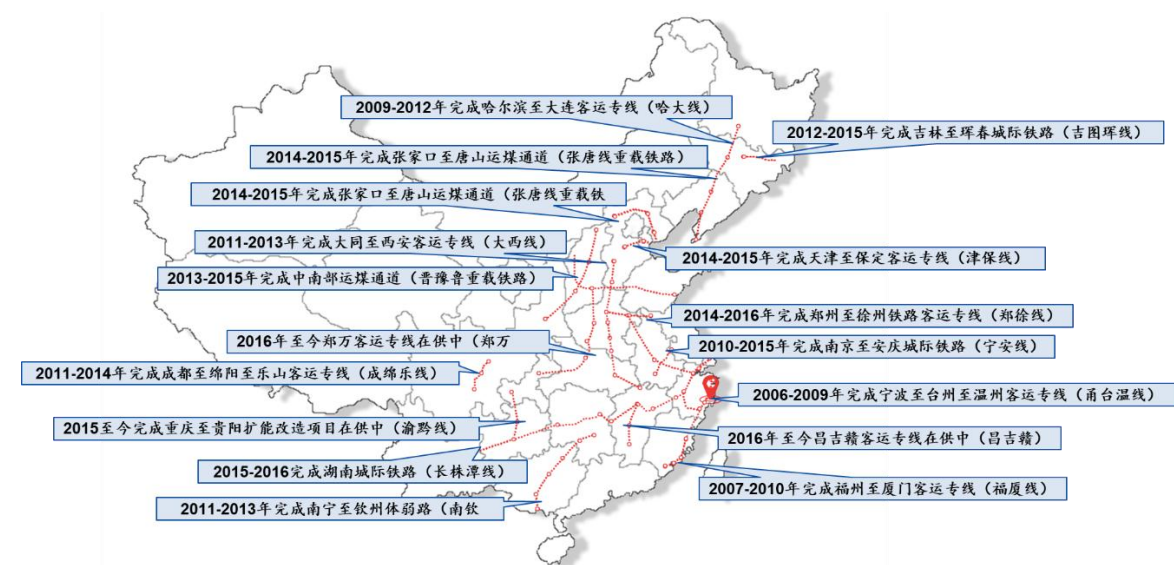 2009-2012年完成哈尔滨至大连客运专线（哈大线）
2012-2015年完成吉林至珲春城际铁路（吉图珲线）
2014-2015年完成张家口至唐山运煤通道（张唐线重载铁路）
2014-2015年完成张家口至唐山运煤通道（张唐线重载铁
2011-2013年完成大同至西安客运专线（大西线）
2014-2015年完成天津至保定客运专线（津保线）
2013-2015年完成中南部运煤通道（晋豫鲁重载铁路）
2014-2016年完成郑州至徐州铁路客运专线（郑徐线）
2016年至今郑万客运专线在供中（郑万
2010-2015年完成南京至安庆城际铁路（宁安线）
2011-2014年完成成都至绵阳至乐山客运专线（成绵乐线）
2006-2009年完成宁波至台州至温州客运专线（甬台温线）
2015至今完成重庆至贵阳扩能改造项目在供中（渝黔线）
2016年至今昌吉赣客运专线在供中（昌吉赣）
2015-2016完成湖南城际铁路（长株潭线）
2007-2010年完成福州至厦门客运专线（福厦线）
2011-2013年完成南宁至钦州体弱路（南钦